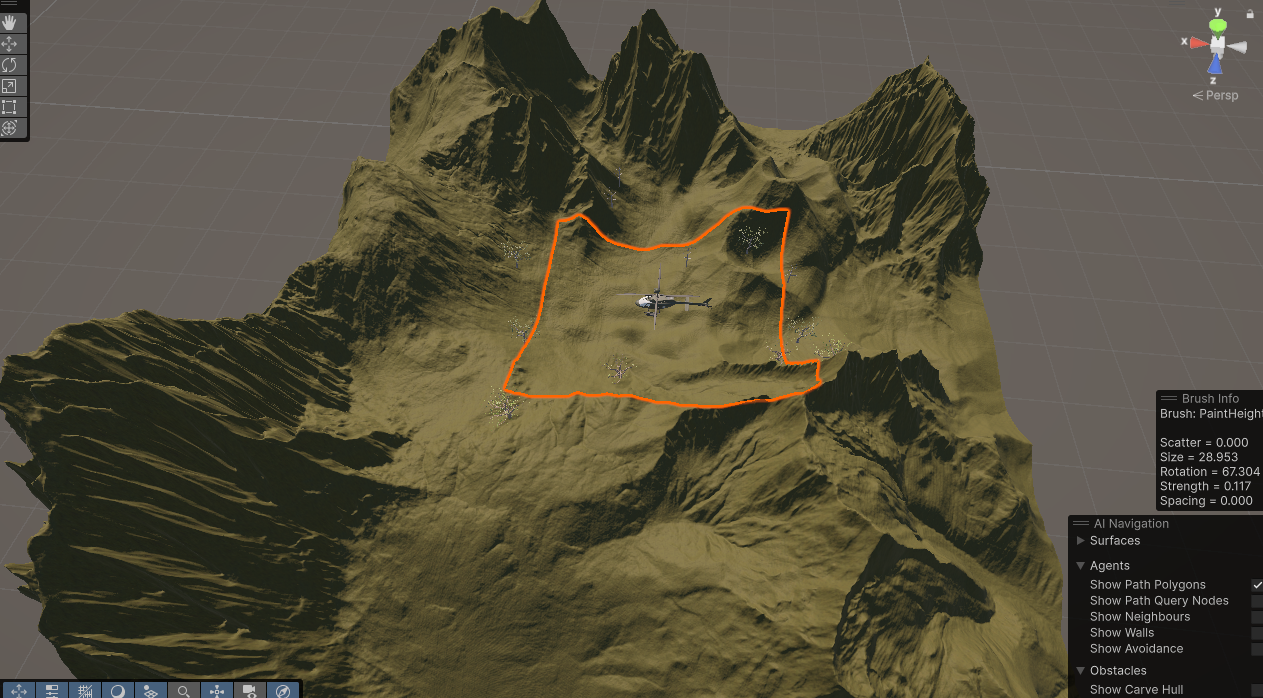 y
x
z
Persp
Brush Info
Brush: PaintHeight
Scatter = 0.000
Size = 28.953
Rotation = 67.304
Strength = 0.117
Spacing = 0.000
AI Navigation
Surfaces
Agents
Show Path Polygons
Show Path Query Nodes
Show Neighbours
Show Walls
Show Avoidance
Obstacles
Show Carve Hull